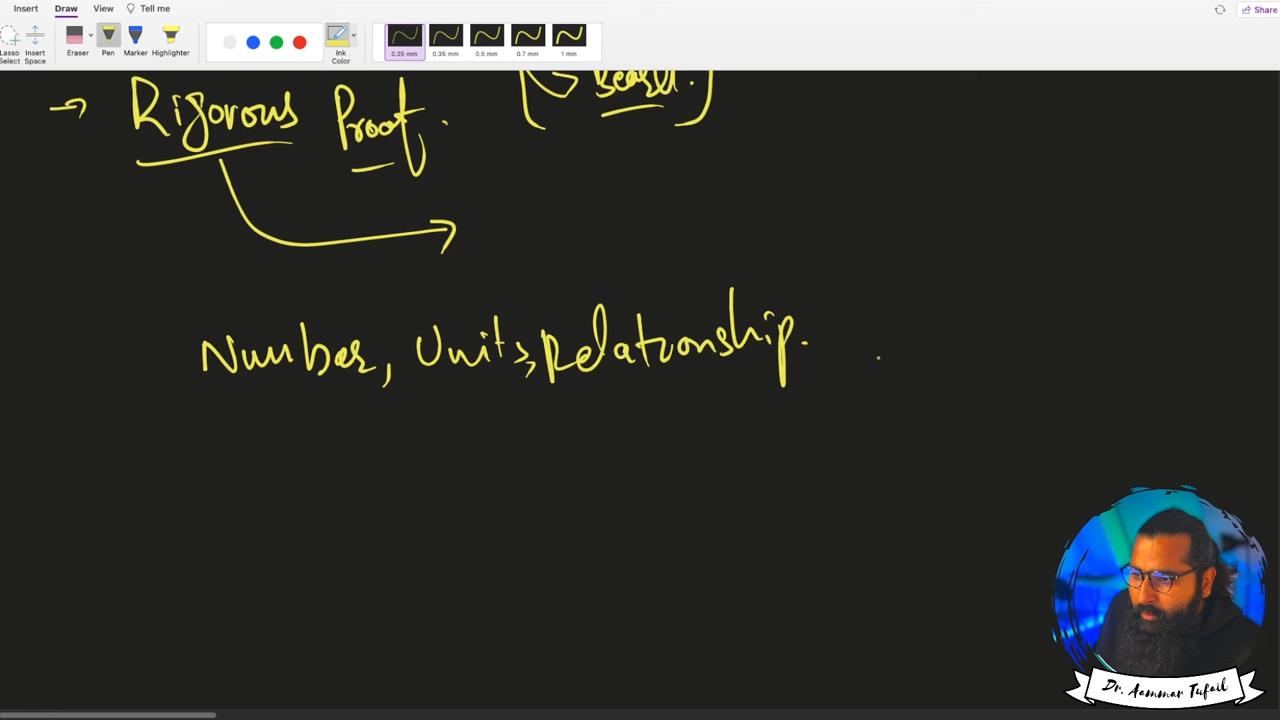 Insert Draw View Tell me
Share
Lasso Select
Insert Space
Eraser
Pen
Marker
Highlighter
Ink Color
0.25 mm
0.35 mm
0.5 mm
0.7 mm
1 mm
→ Rigorous Proof.
Number, Units, Relationship.
Dr. Aammar Tufail